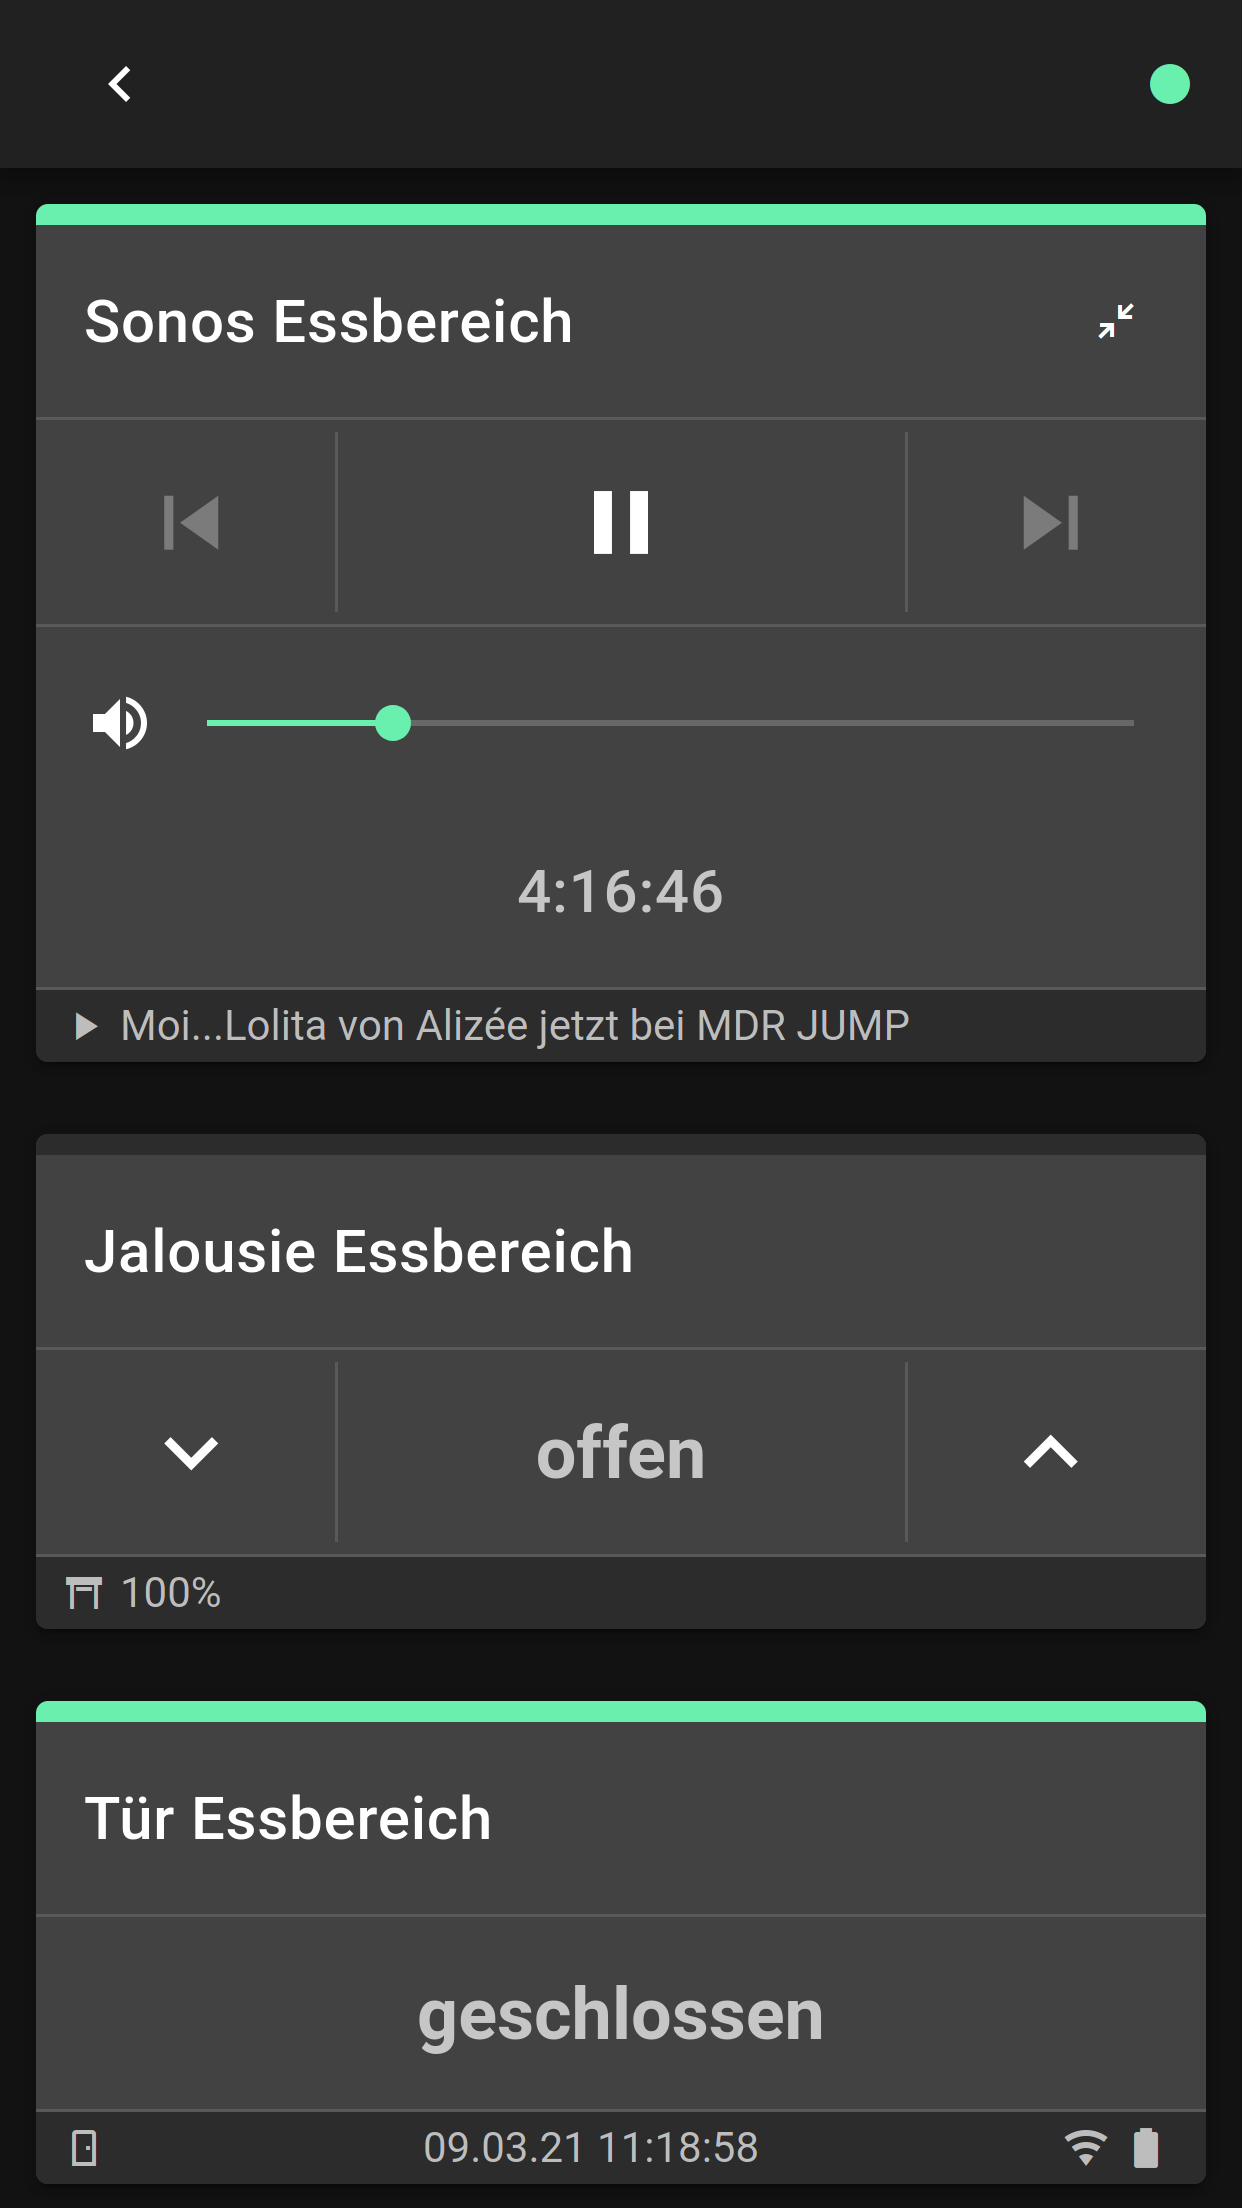 Sonos Essbereich
4:16:46
Moi...Lolita von Alizée jetzt bei MDR JUMP
Jalousie Essbereich
offen
100%
Tür Essbereich
geschlossen
09.03.21 11:18:58